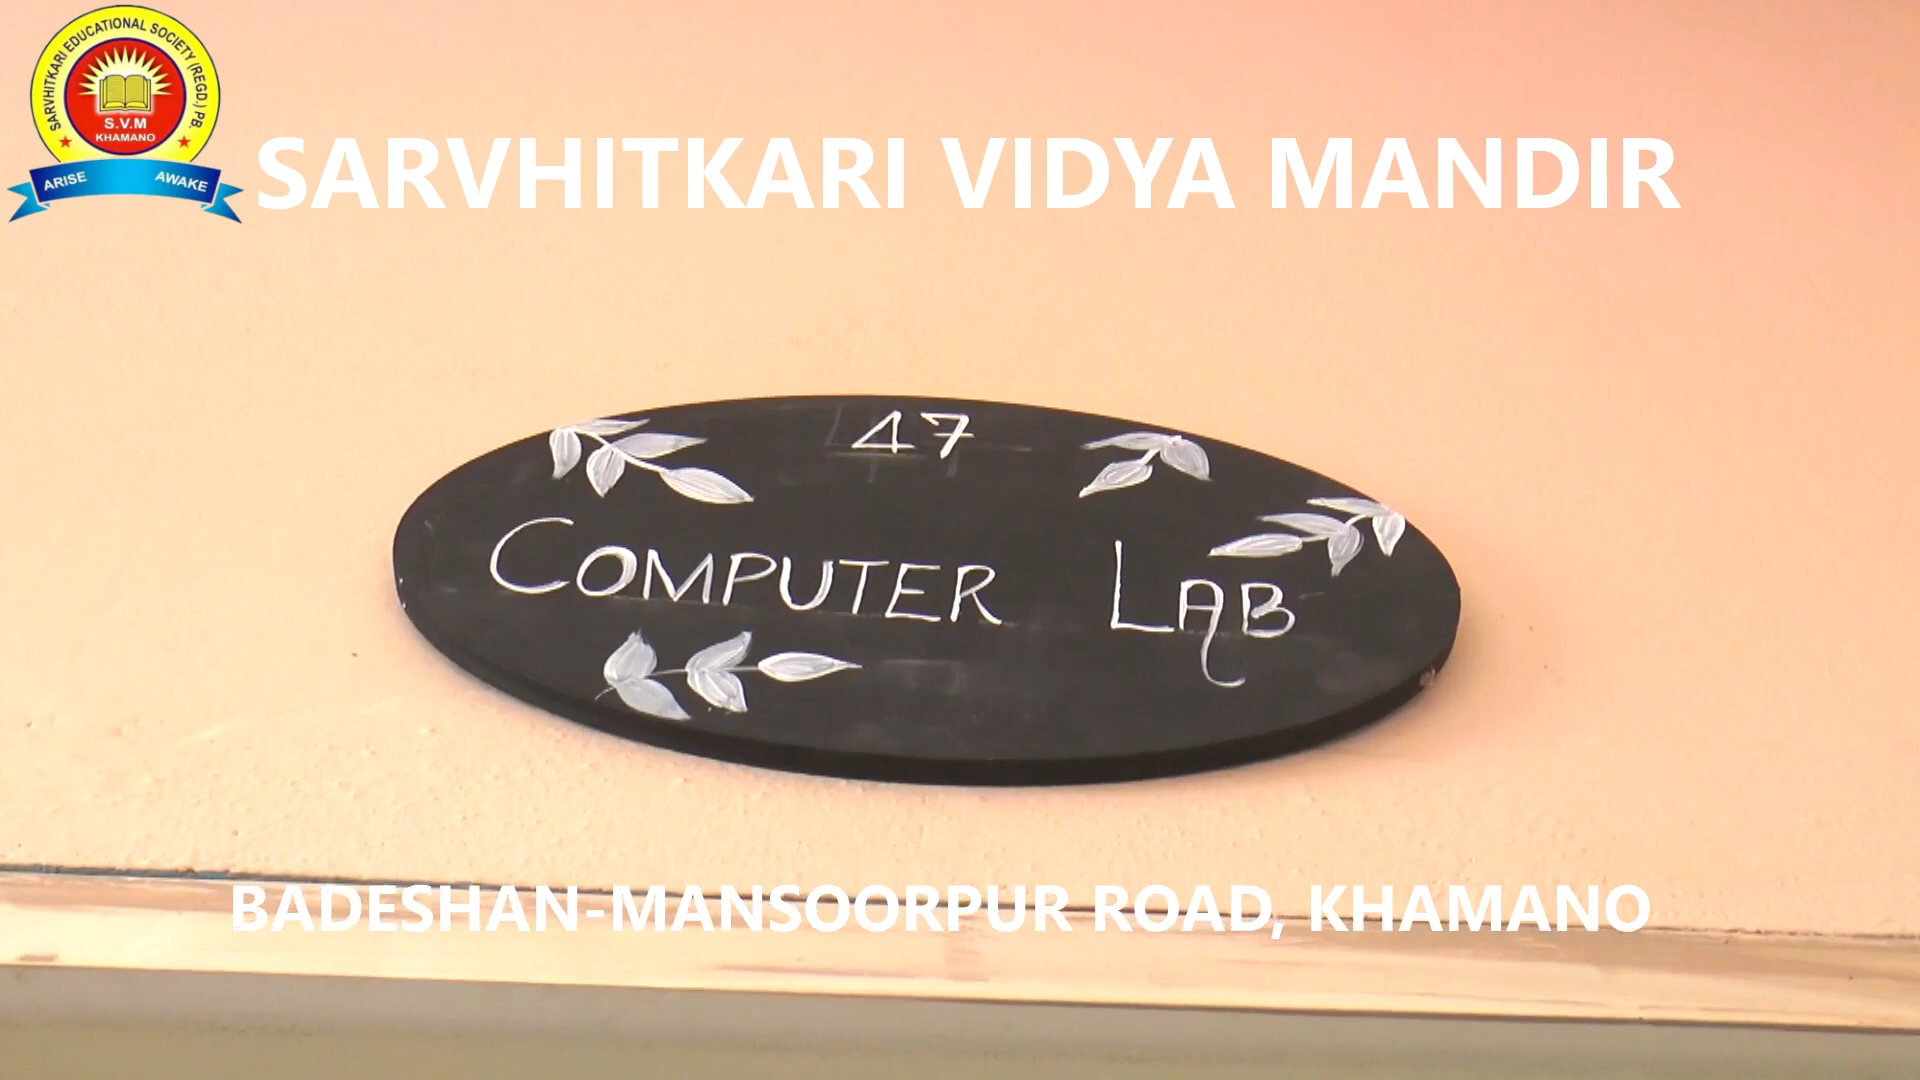 SARVHITKARI EDUCATIONAL SOCIETY (REGD.) PB.
S.V.M
KHAMANO
ARISE AWAKE
SARVHITKARI VIDYA MANDIR
47
COMPUTER LAB
BADESHAN-MANSOORPUR ROAD, KHAMANO